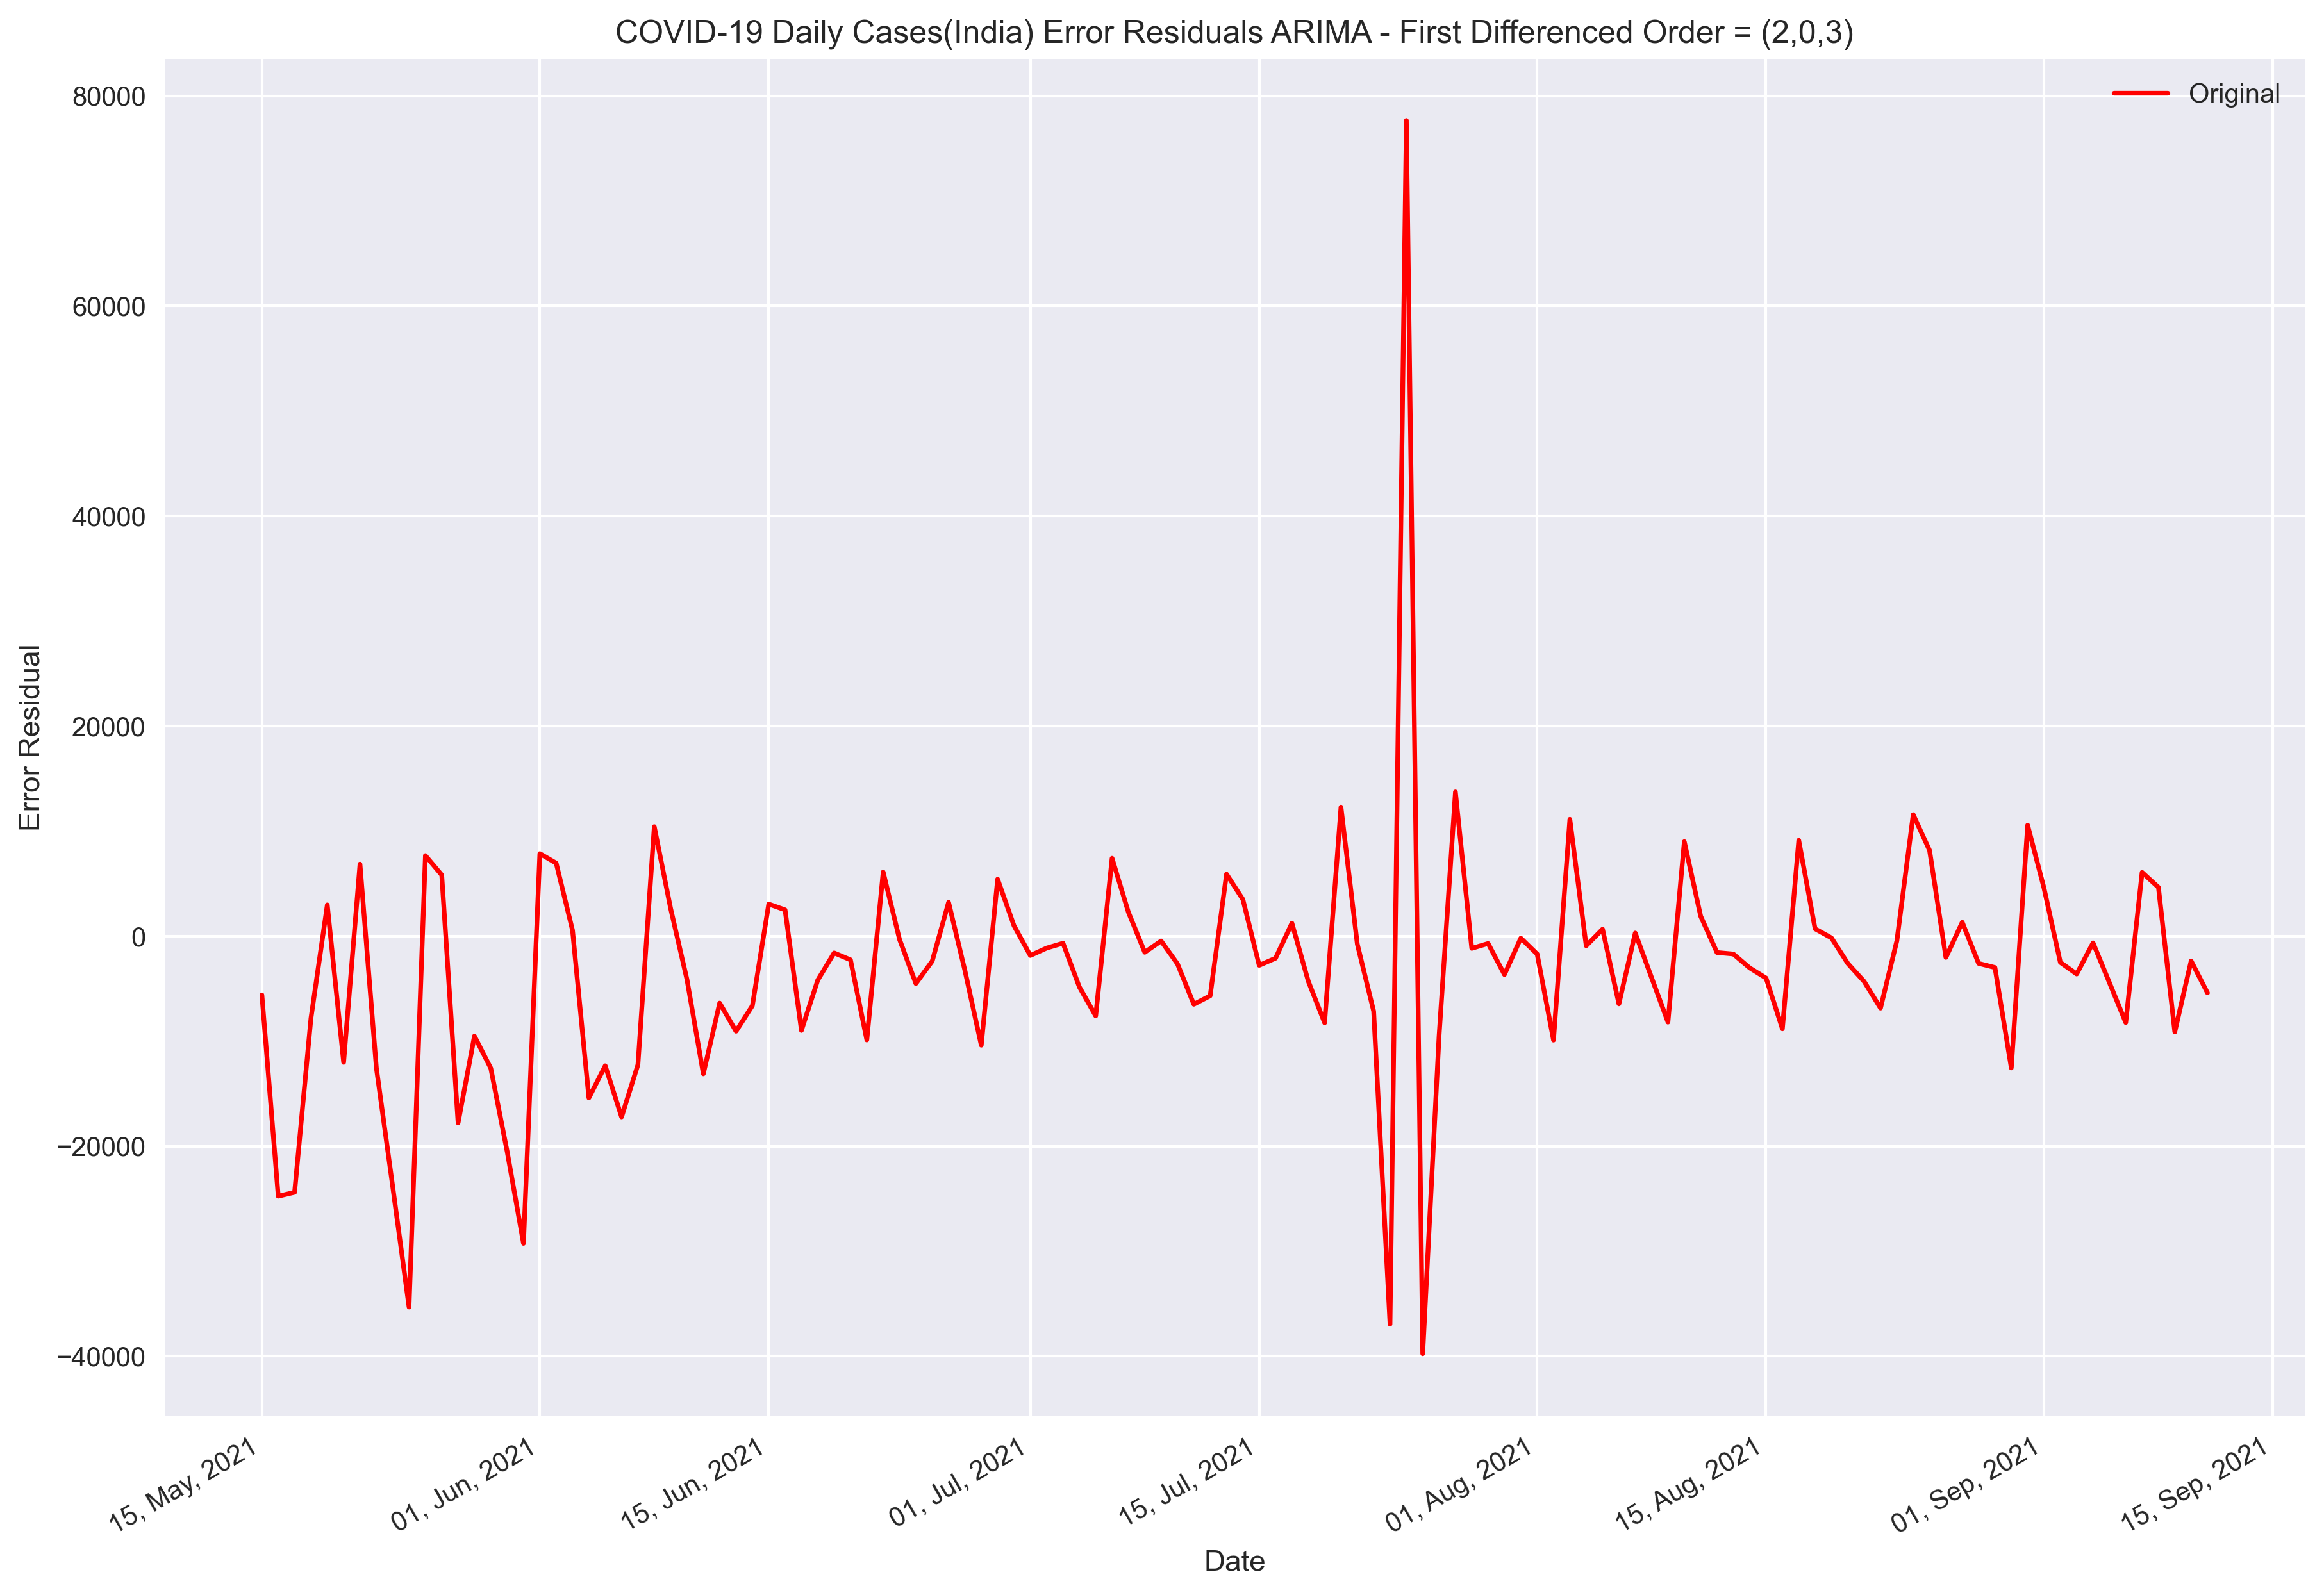 COVID-19 Daily Cases(India) Error Residuals ARIMA - First Differenced Order = (2,0,3)
Original
80000
60000
40000
20000
0
−20000
−40000
Error Residual
15, May, 2021
01, Jun, 2021
15, Jun, 2021
01, Jul, 2021
15, Jul, 2021
01, Aug, 2021
15, Aug, 2021
01, Sep, 2021
15, Sep, 2021
Date